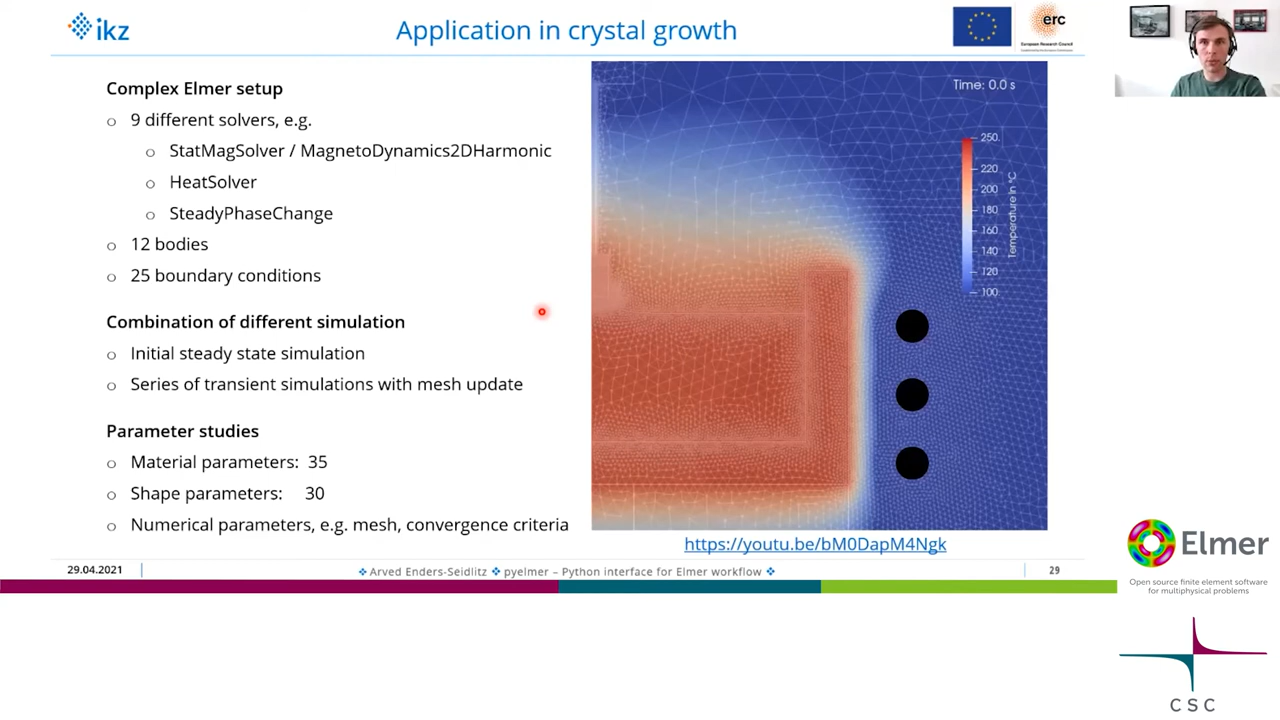 ikz
Application in crystal growth
erc
European Research Council
Complex Elmer setup
9 different solvers, e.g.
StatMagSolver / MagnetoDynamics2DHarmonic
HeatSolver
SteadyPhaseChange
12 bodies
25 boundary conditions
Combination of different simulation
Initial steady state simulation
Series of transient simulations with mesh update
Parameter studies
Material parameters: 35
Shape parameters: 30
Numerical parameters, e.g. mesh, convergence criteria
Time: 0.0 s
250.
220
200
180
160
140
120
100.
Temperature in °C
https://youtu.be/bM0DapM4Ngk
29.04.2021
Arved Enders-Seidlitz ❖ pyelmer – Python interface for Elmer workflow
29
Elmer
Open source finite element software
for multiphysical problems
CSC